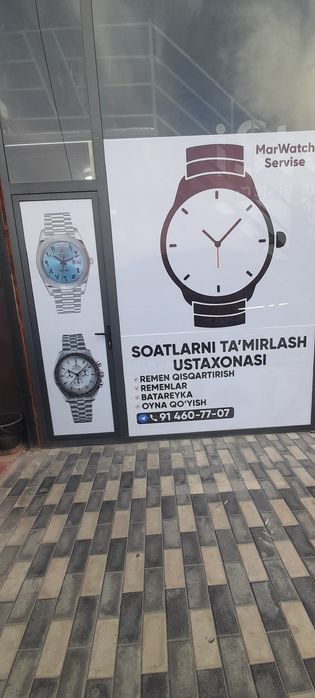 MarWatch
Servise
SOATLARNI TA'MIRLASH
USTAXONASI
REMEN QISQARTIRISH
REMENLAR
BATAREYKA
OYNA QO'YISH
91 460-77-07